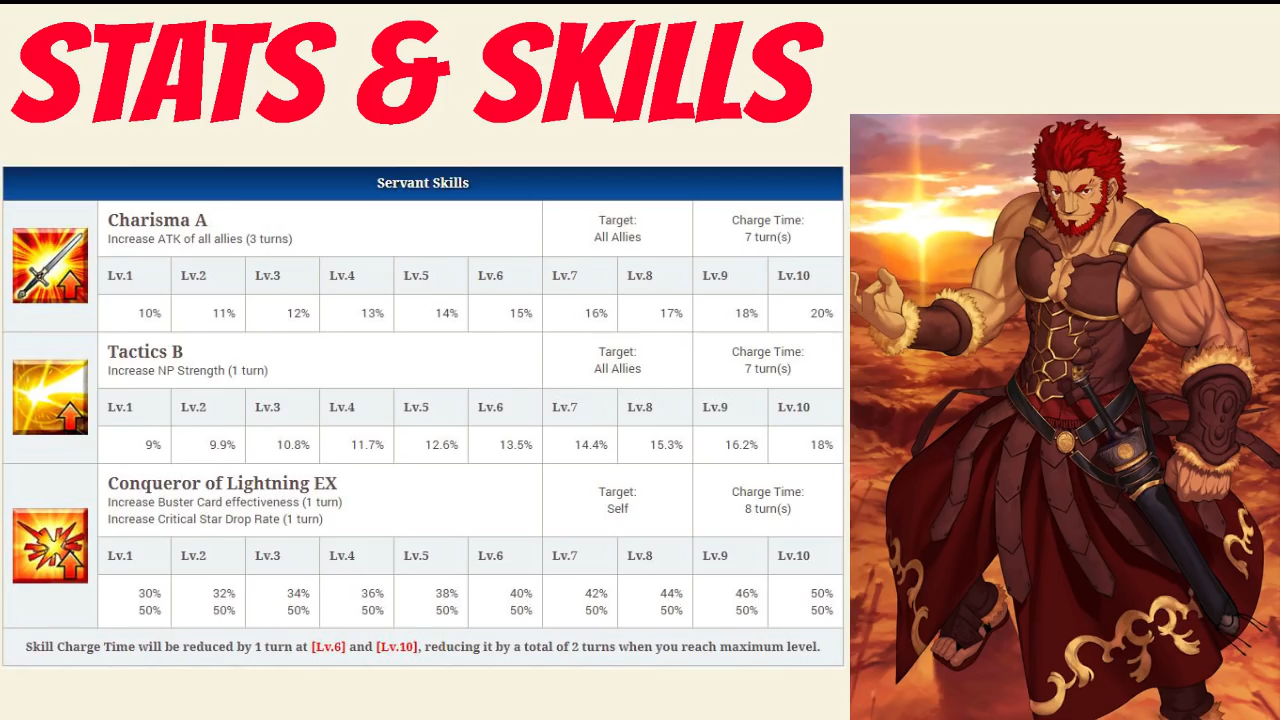 STATS & SKILLS
Servant Skills
Charisma A
Increase ATK of all allies (3 turns)
Target:
All Allies
Charge Time:
7 turn(s)
Lv.1 Lv.2 Lv.3 Lv.4 Lv.5 Lv.6 Lv.7 Lv.8 Lv.9 Lv.10
10% 11% 12% 13% 14% 15% 16% 17% 18% 20%
Tactics B
Increase NP Strength (1 turn)
Target:
All Allies
Charge Time:
7 turn(s)
Lv.1 Lv.2 Lv.3 Lv.4 Lv.5 Lv.6 Lv.7 Lv.8 Lv.9 Lv.10
9% 9.9% 10.8% 11.7% 12.6% 13.5% 14.4% 15.3% 16.2% 18%
Conqueror of Lightning EX
Increase Buster Card effectiveness (1 turn)
Increase Critical Star Drop Rate (1 turn)
Target:
Self
Charge Time:
8 turn(s)
Lv.1 Lv.2 Lv.3 Lv.4 Lv.5 Lv.6 Lv.7 Lv.8 Lv.9 Lv.10
30% 32% 34% 36% 38% 40% 42% 44% 46% 50%
50% 50% 50% 50% 50% 50% 50% 50% 50% 50%
Skill Charge Time will be reduced by 1 turn at [Lv.6] and [Lv.10], reducing it by a total of 2 turns when you reach maximum level.